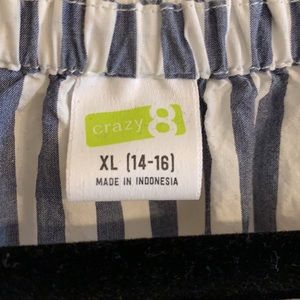 crazy 8
XL (14-16)
MADE IN INDONESIA